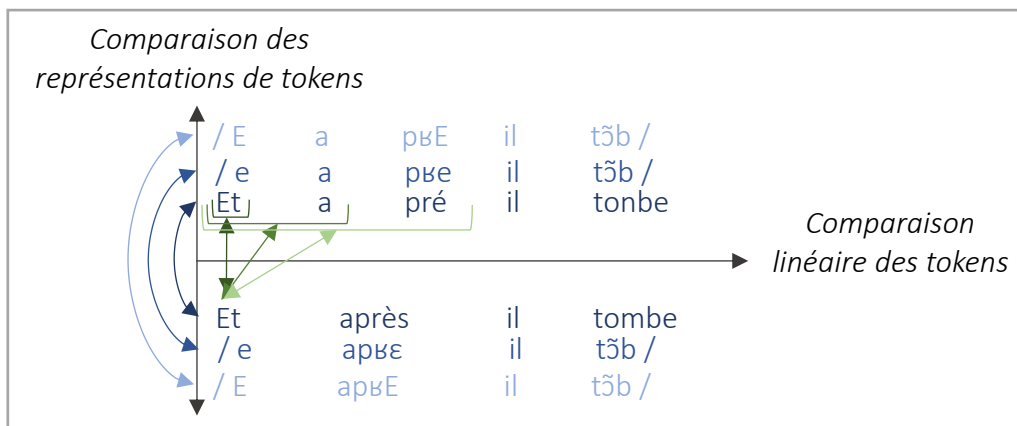 Comparaison des
représentations de tokens
/ E a pʁE il tɔ̃b /
/ e a pʁe il tɔ̃b /
Et a pré il tonbe
Comparaison
linéaire des tokens
Et après il tombe
/ e apʁɛ il tɔ̃b /
/ E apʁE il tɔ̃b /